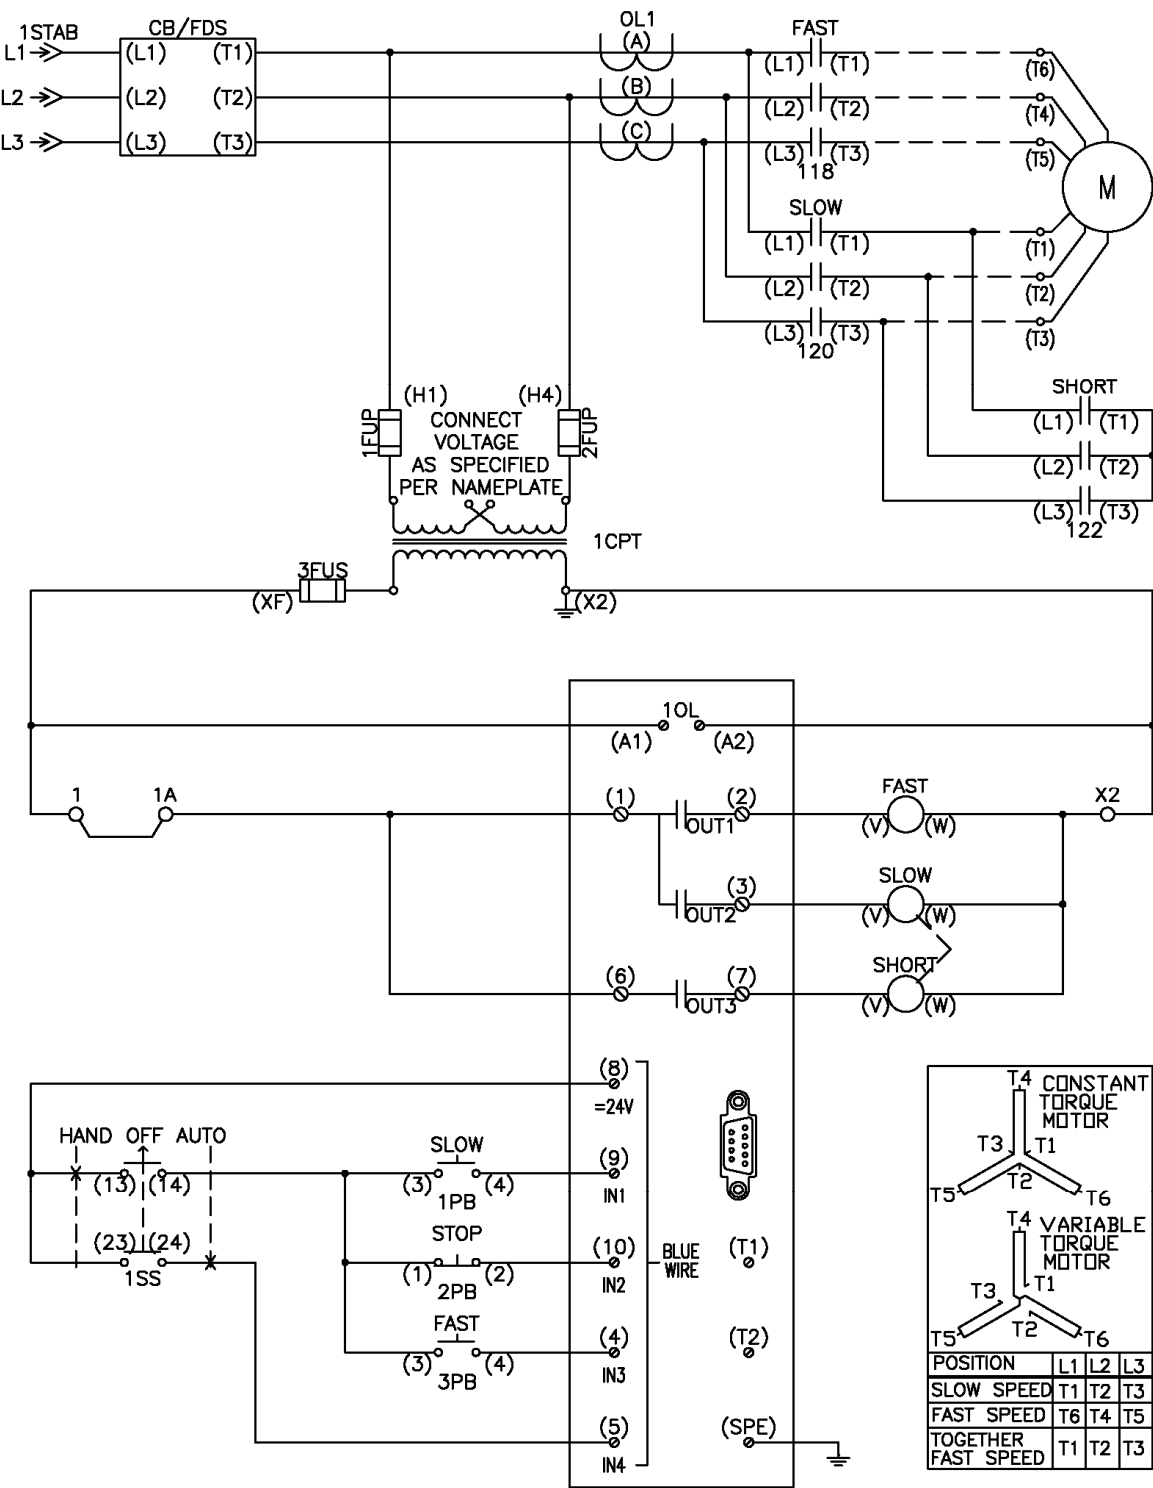 1STAB
CB/FDS
OL1
FAST
L1
(L1)
(T1)
(A)
(L1)
(T1)
(T6)
L2
(L2)
(T2)
(B)
(L2)
(T2)
(T4)
L3
(L3)
(T3)
(C)
(L3)
(T3)
(T5)
118
M
SLOW
(L1)
(T1)
(T1)
(L2)
(T2)
(T2)
(L3)
(T3)
(T3)
120
SHORT
(L1)
(T1)
(L2)
(T2)
(L3)
(T3)
122
(H1)
(H4)
1FUP
2FUP
CONNECT
VOLTAGE
AS SPECIFIED
PER NAMEPLATE
1CPT
3FUS
(XF)
(X2)
1OL
(A1)
(A2)
1
1A
(1)
(2)
OUT1
FAST
(V)
(W)
X2
(3)
OUT2
SLOW
(V)
(W)
(6)
(7)
OUT3
SHORT
(V)
(W)
(8)
=24V
HAND OFF AUTO
(13)
(14)
SLOW
(3)
(4)
1PB
(9)
IN1
(23)
(24)
1SS
STOP
(1)
(2)
2PB
(10)
IN2
BLUE
WIRE
(T1)
FAST
(3)
(4)
3PB
(4)
IN3
(T2)
(5)
IN4
(SPE)
T4
CONSTANT
TORQUE
MOTOR
T3
T1
T2
T5
T6
T4
VARIABLE
TORQUE
MOTOR
T3
T1
T2
T5
T6
POSITION L1 L2 L3
SLOW SPEED T1 T2 T3
FAST SPEED T6 T4 T5
TOGETHER
FAST SPEED T1 T2 T3